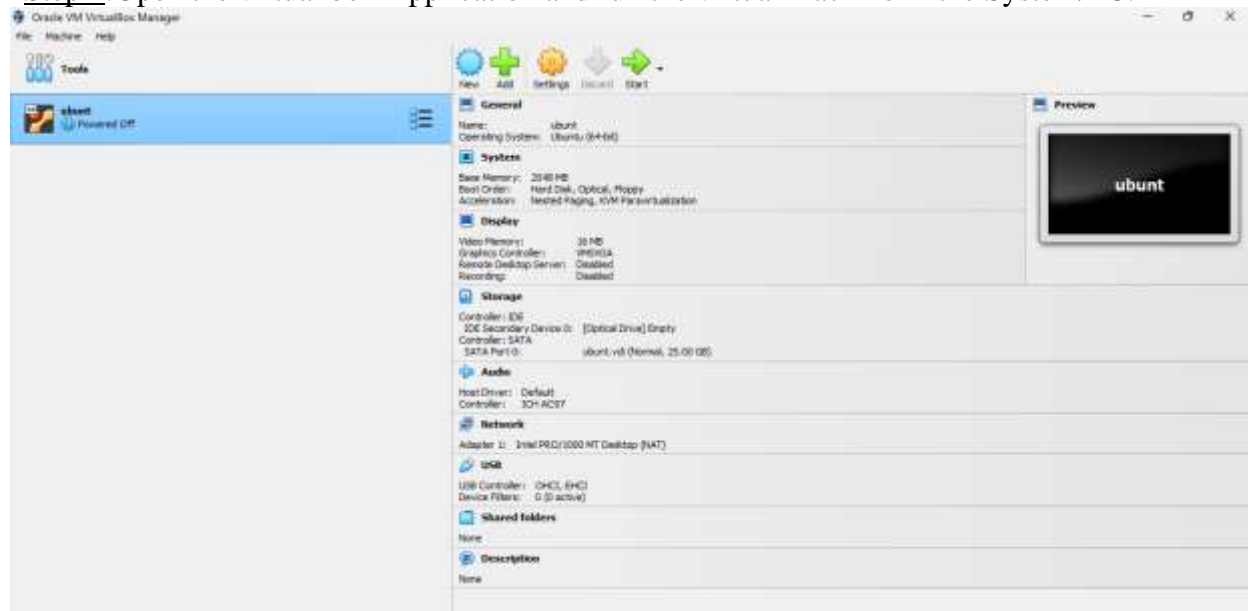 Oracle VM VirtualBox Manager
File Machine Help
Tools
New Add Settings Discard Start
ubunt
Powered Off
General
Name: ubunt
Operating System: Ubuntu (64-bit)
System
Base Memory: 2048 MB
Boot Order: Hard Disk, Optical, Floppy
Acceleration: Nested Paging, KVM Paravirtualization
Display
Video Memory: 16 MB
Graphics Controller: VMSVGA
Remote Desktop Server: Disabled
Recording: Disabled
Preview
ubunt
Storage
Controller: IDE
IDE Secondary Device 0: [Optical Drive] Empty
Controller: SATA
SATA Port 0: ubunt.vdi (Normal, 25.00 GB)
Audio
Host Driver: Default
Controller: ICH AC97
Network
Adapter 1: Intel PRO/1000 MT Desktop (NAT)
USB
USB Controller: OHCI, EHCI
Device Filters: 0 (0 active)
Shared folders
None
Description
None